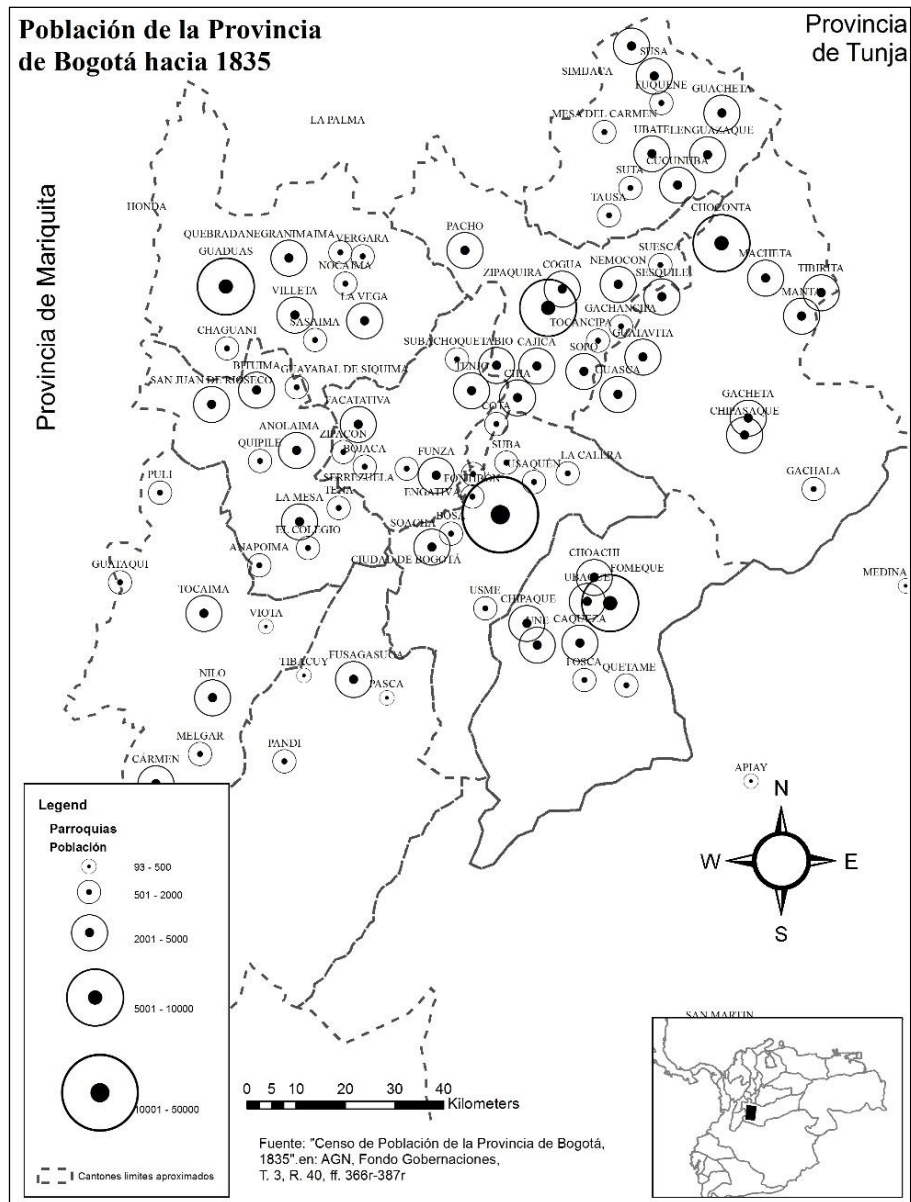 Población de la Provincia
de Bogotá hacia 1835
Provincia
de Tunja
SUSA
SIMIJACA
FUQUENE
GUACHETA
MESA DEL CARMEN
LA PALMA
UBATE
LENGUAZAQUE
CUCUNUBA
SUTA
TAUSA
Provincia de Mariquita
HONDA
CHOCONTA
QUEBRADANEGRA
NIMAIMA
VERGARA
PACHO
GUADUAS
NOCAIMA
ZIPAQUIRA
COGUA
NEMOCON
SUESCA
SESQUILE
MACHETA
TIBIRITA
MANTA
VILLETA
LA VEGA
SASAIMA
GACHANCIPA
TOCANCIPA
GUATAVITA
CHAGUANI
SUBACHOQUE
TABIO
CAJICA
SOPO
BITUIMA
GUAYABAL DE SIQUIMA
TENJO
CHIA
GUASCA
SAN JUAN DE RIOSECO
FACATATIVA
COTA
GACHETA
CHIPASAQUE
ANOLAIMA
ZIPACON
BOJACA
FUNZA
SUBA
QUIPILE
SERREZUELA
FONTIBON
USAQUÉN
LA CALERA
GACHALA
PULI
TENA
ENGATIVA
LA MESA
EL COLEGIO
SOACHA
BOSA
CIUDAD DE BOGOTÁ
ANAPOIMA
CHOACHI
FOMEQUE
GUATAQUI
UBAQUE
MEDINA
TOCAIMA
VIOTA
USME
CHIPAQUE
UNE
CAQUEZA
TIBACUY
FUSAGASUGA
PASCA
FOSCA
QUETAME
NILO
MELGAR
PANDI
CÁRMEN
APIAY
Legend
Parroquias
Población
93 - 500
501 - 2000
2001 - 5000
5001 - 10000
10001 - 50000
Cantones limites aproximados
N
W
E
S
SAN MARTIN
0 5 10 20 30 40
Kilometers
Fuente: "Censo de Población de la Provincia de Bogotá,
1835".en: AGN, Fondo Gobernaciones,
T. 3, R. 40, ff. 366r-387r